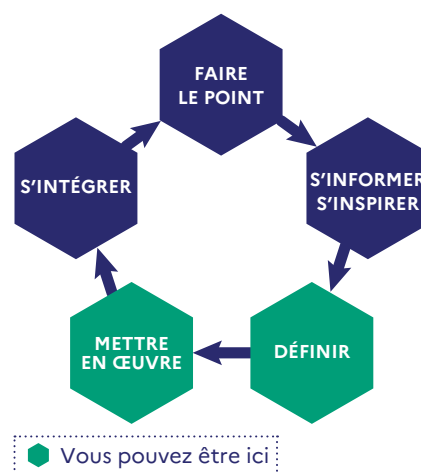 FAIRE
LE POINT
S'INTÉGRER
S'INFORMER
S'INSPIRER
METTRE
EN ŒUVRE
DÉFINIR
Vous pouvez être ici